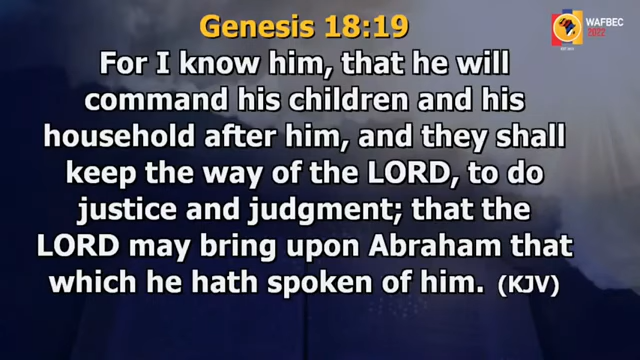 Genesis 18:19
For I know him, that he will
command his children and his
household after him, and they shall
keep the way of the LORD, to do
justice and judgment; that the
LORD may bring upon Abraham that
which he hath spoken of him. (KJV)
WAFBEC
2022